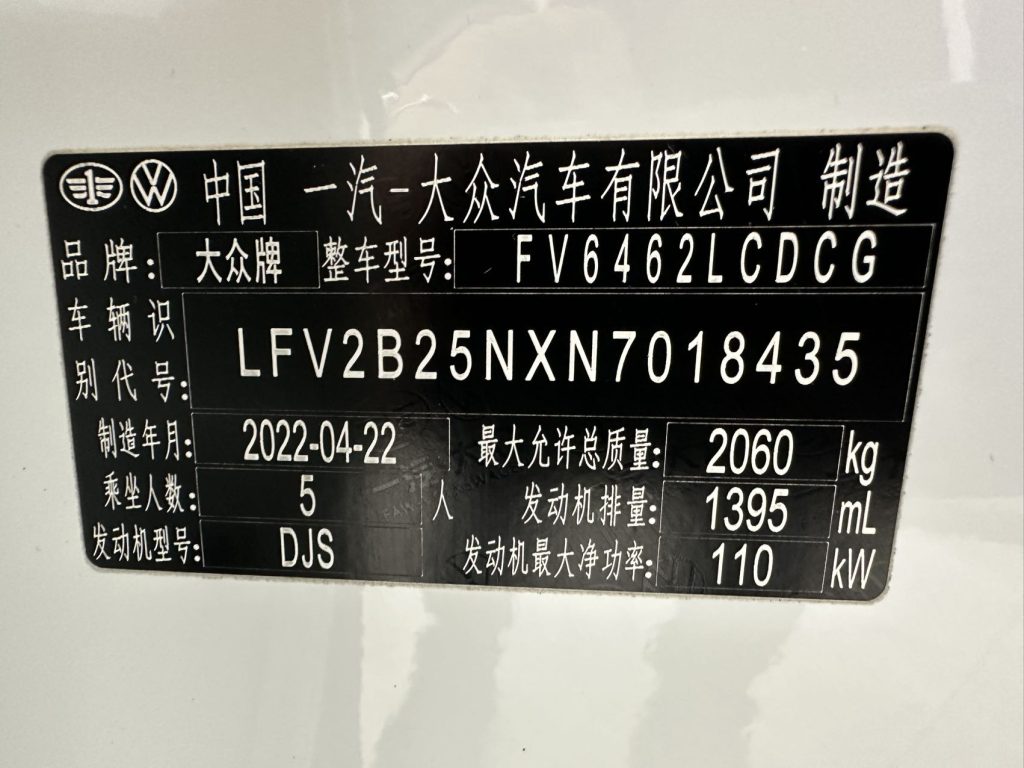 中国 一汽-大众汽车有限公司 制造
品牌: 大众牌 整车型号: FV6462LCDCG
车辆识
别代号: LFV2B25NXN7018435
制造年月: 2022-04-22 最大允许总质量: 2060 kg
乘坐人数: 5 人 发动机排量: 1395 mL
发动机型号: DJS 发动机最大净功率: 110 kW